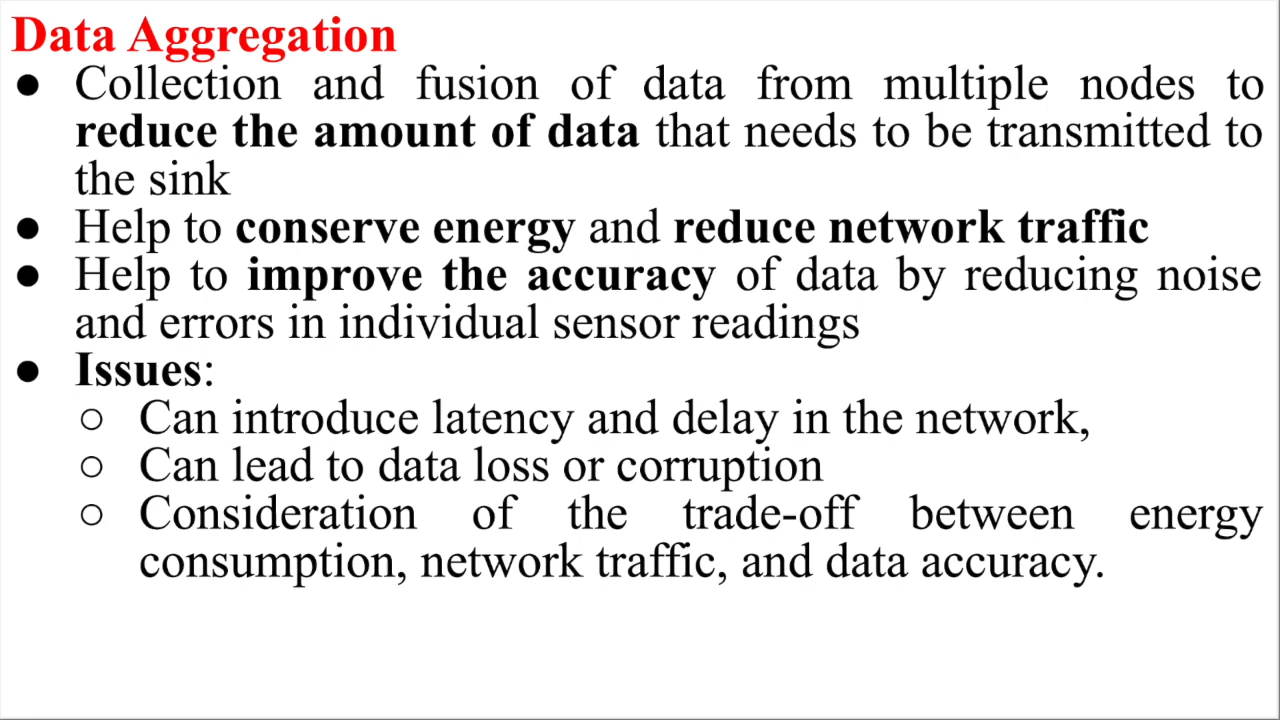 Data Aggregation
● Collection and fusion of data from multiple nodes to
reduce the amount of data that needs to be transmitted to
the sink
● Help to conserve energy and reduce network traffic
● Help to improve the accuracy of data by reducing noise
and errors in individual sensor readings
● Issues:
○ Can introduce latency and delay in the network,
○ Can lead to data loss or corruption
○ Consideration of the trade-off between energy
consumption, network traffic, and data accuracy.